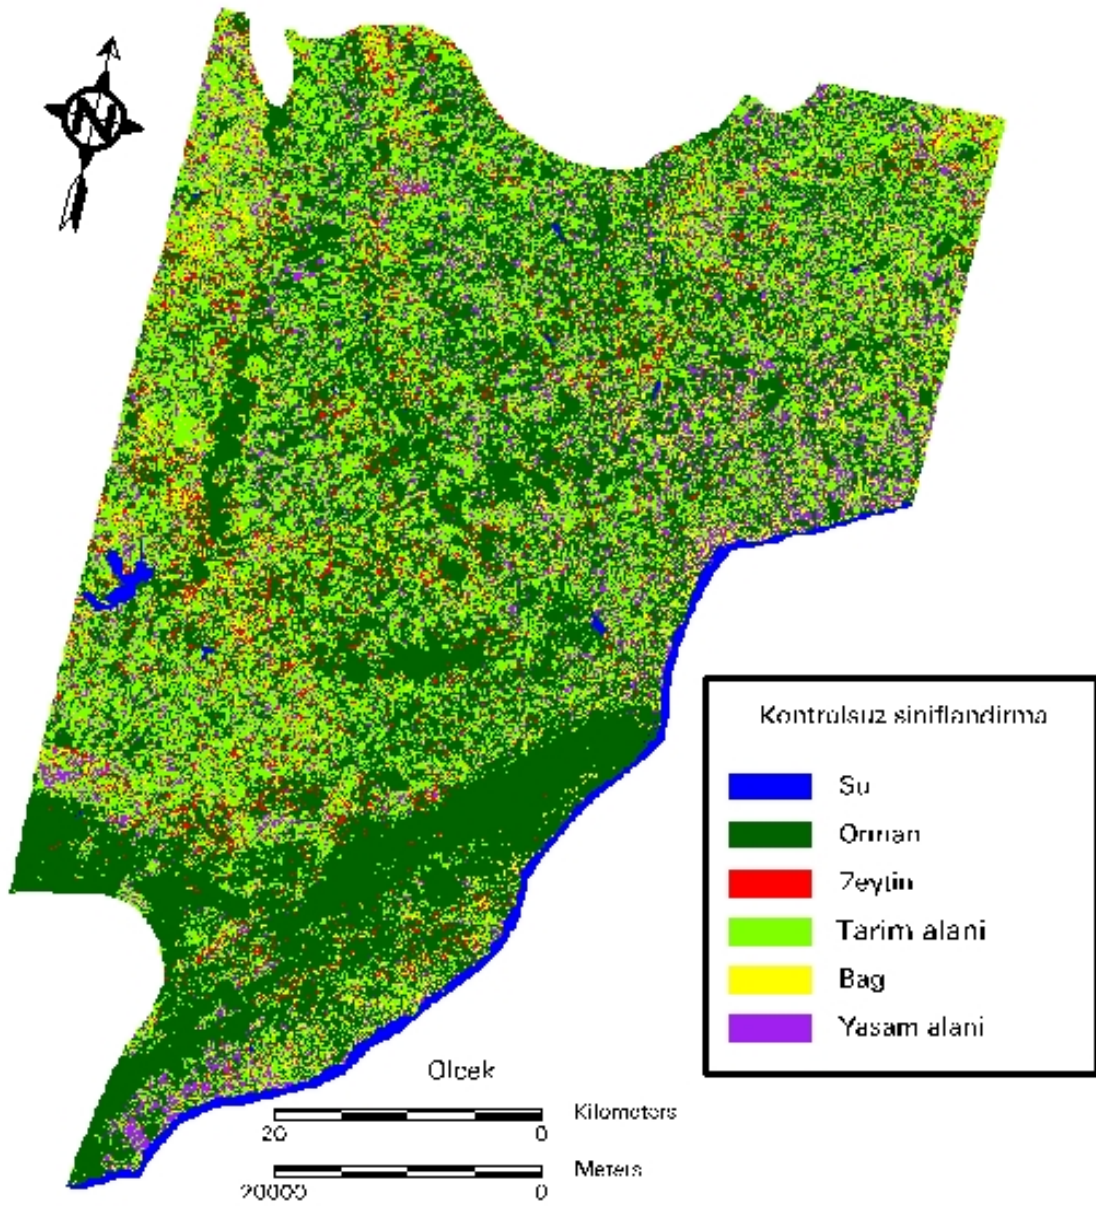 N
Kontrolsuz siniflandirma
Su
Orman
Zeytin
Tarim alani
Bag
Yasam alani
Olcek
Kilometers
20 0
Meters
20000 0